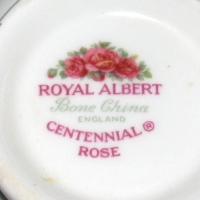 ROYAL ALBERT
Bone China
ENGLAND
CENTENNIAL®
ROSE